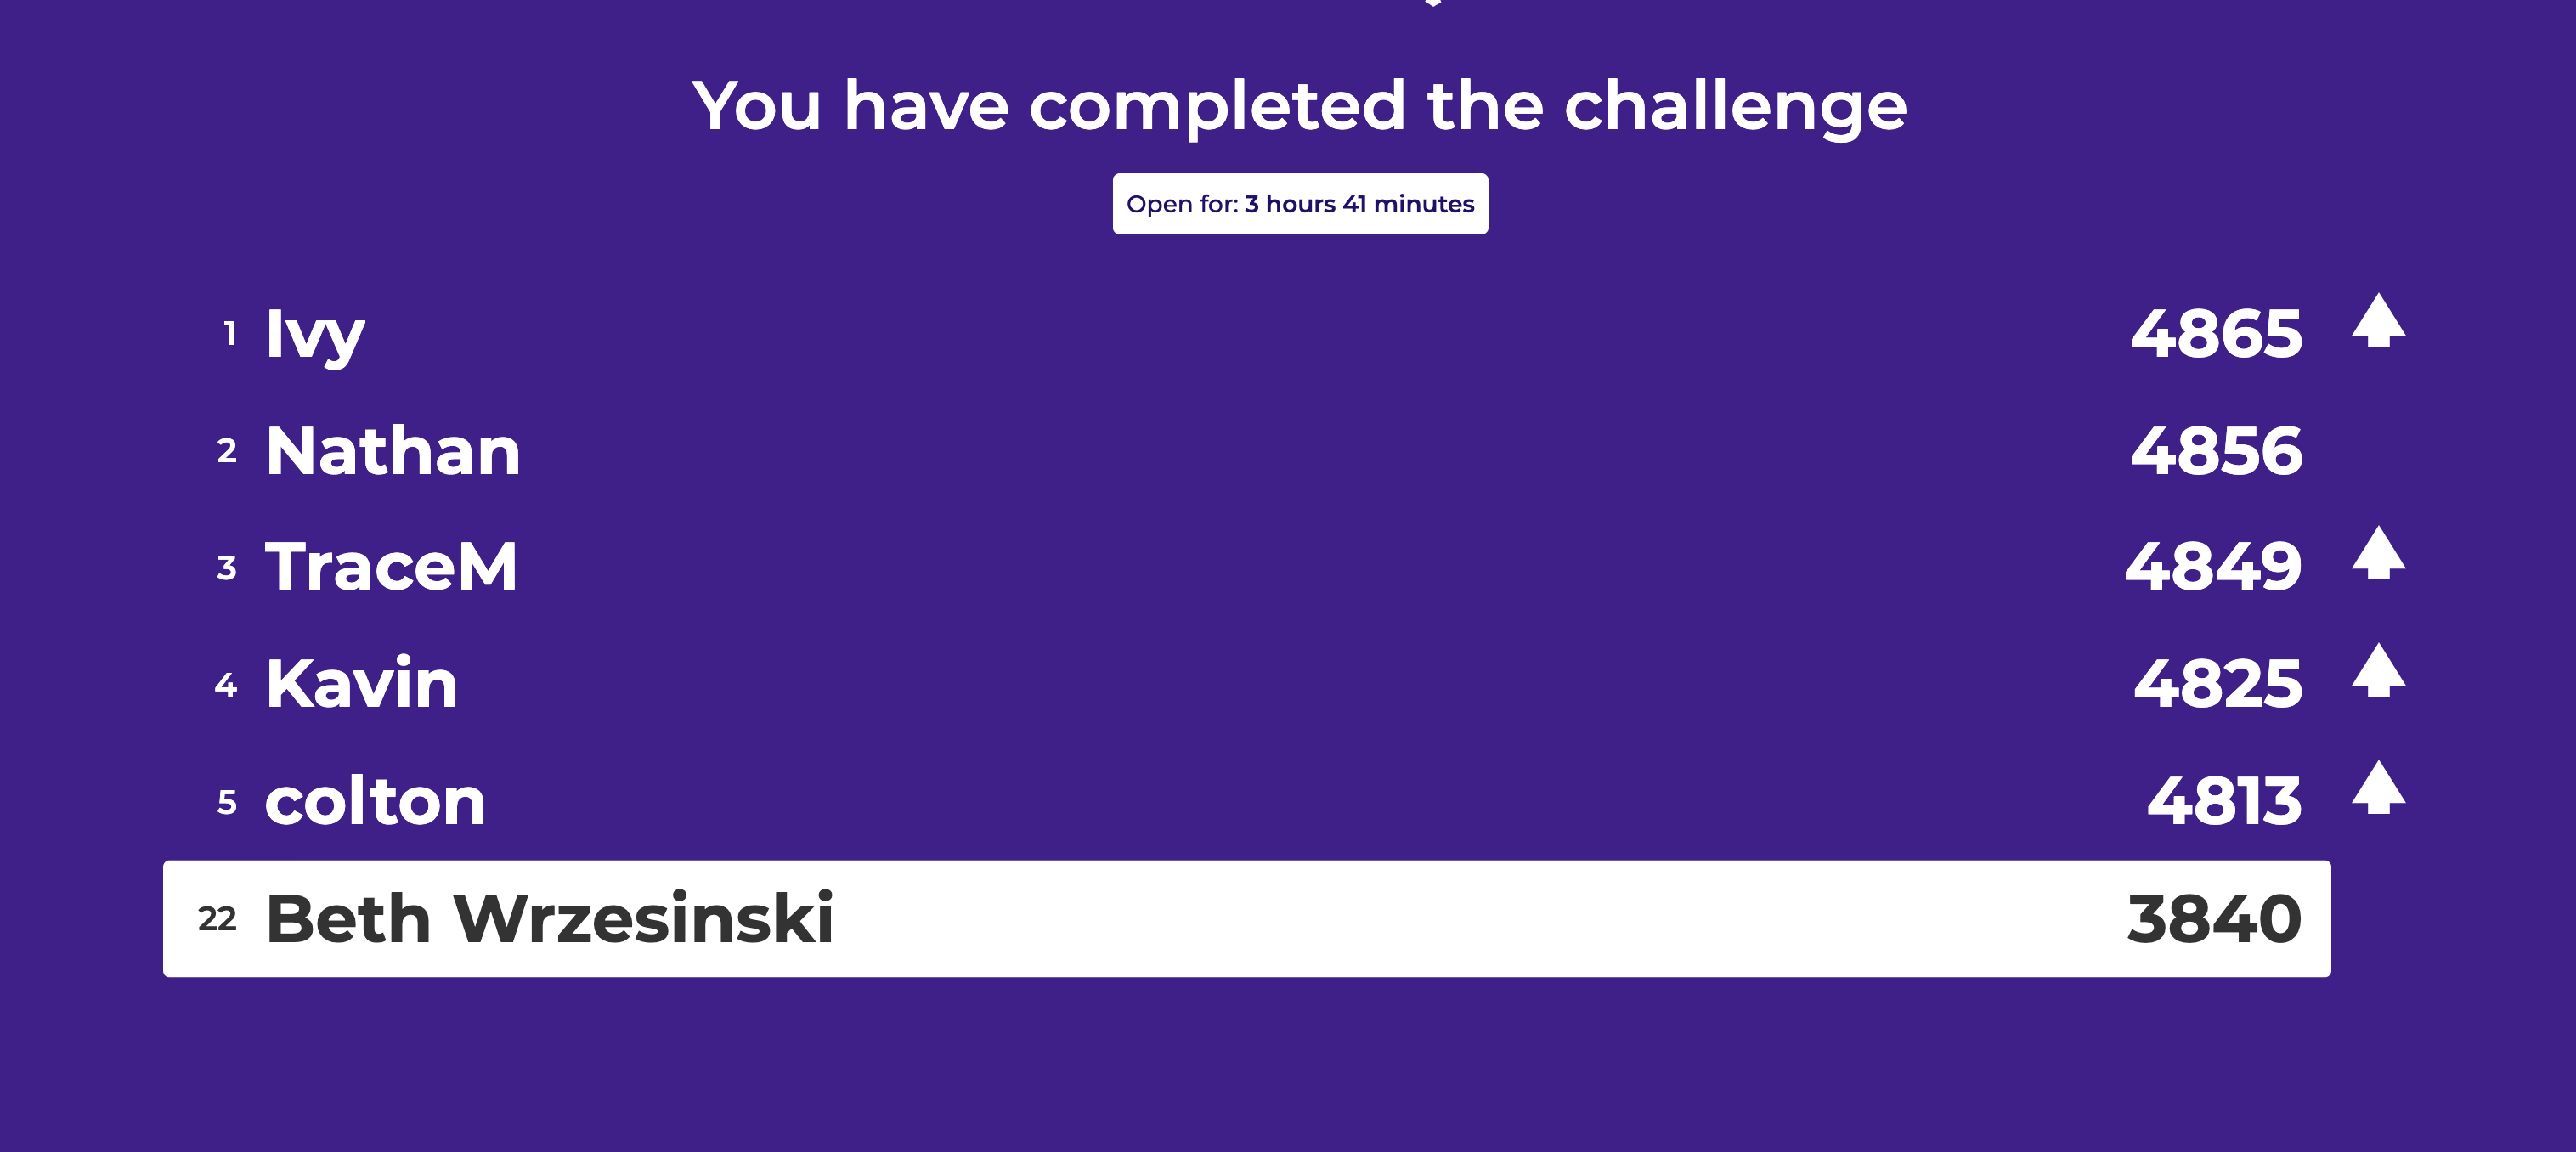 You have completed the challenge
Open for: 3 hours 41 minutes
1 Ivy 4865
2 Nathan 4856
3 TraceM 4849
4 Kavin 4825
5 colton 4813
22 Beth Wrzesinski 3840